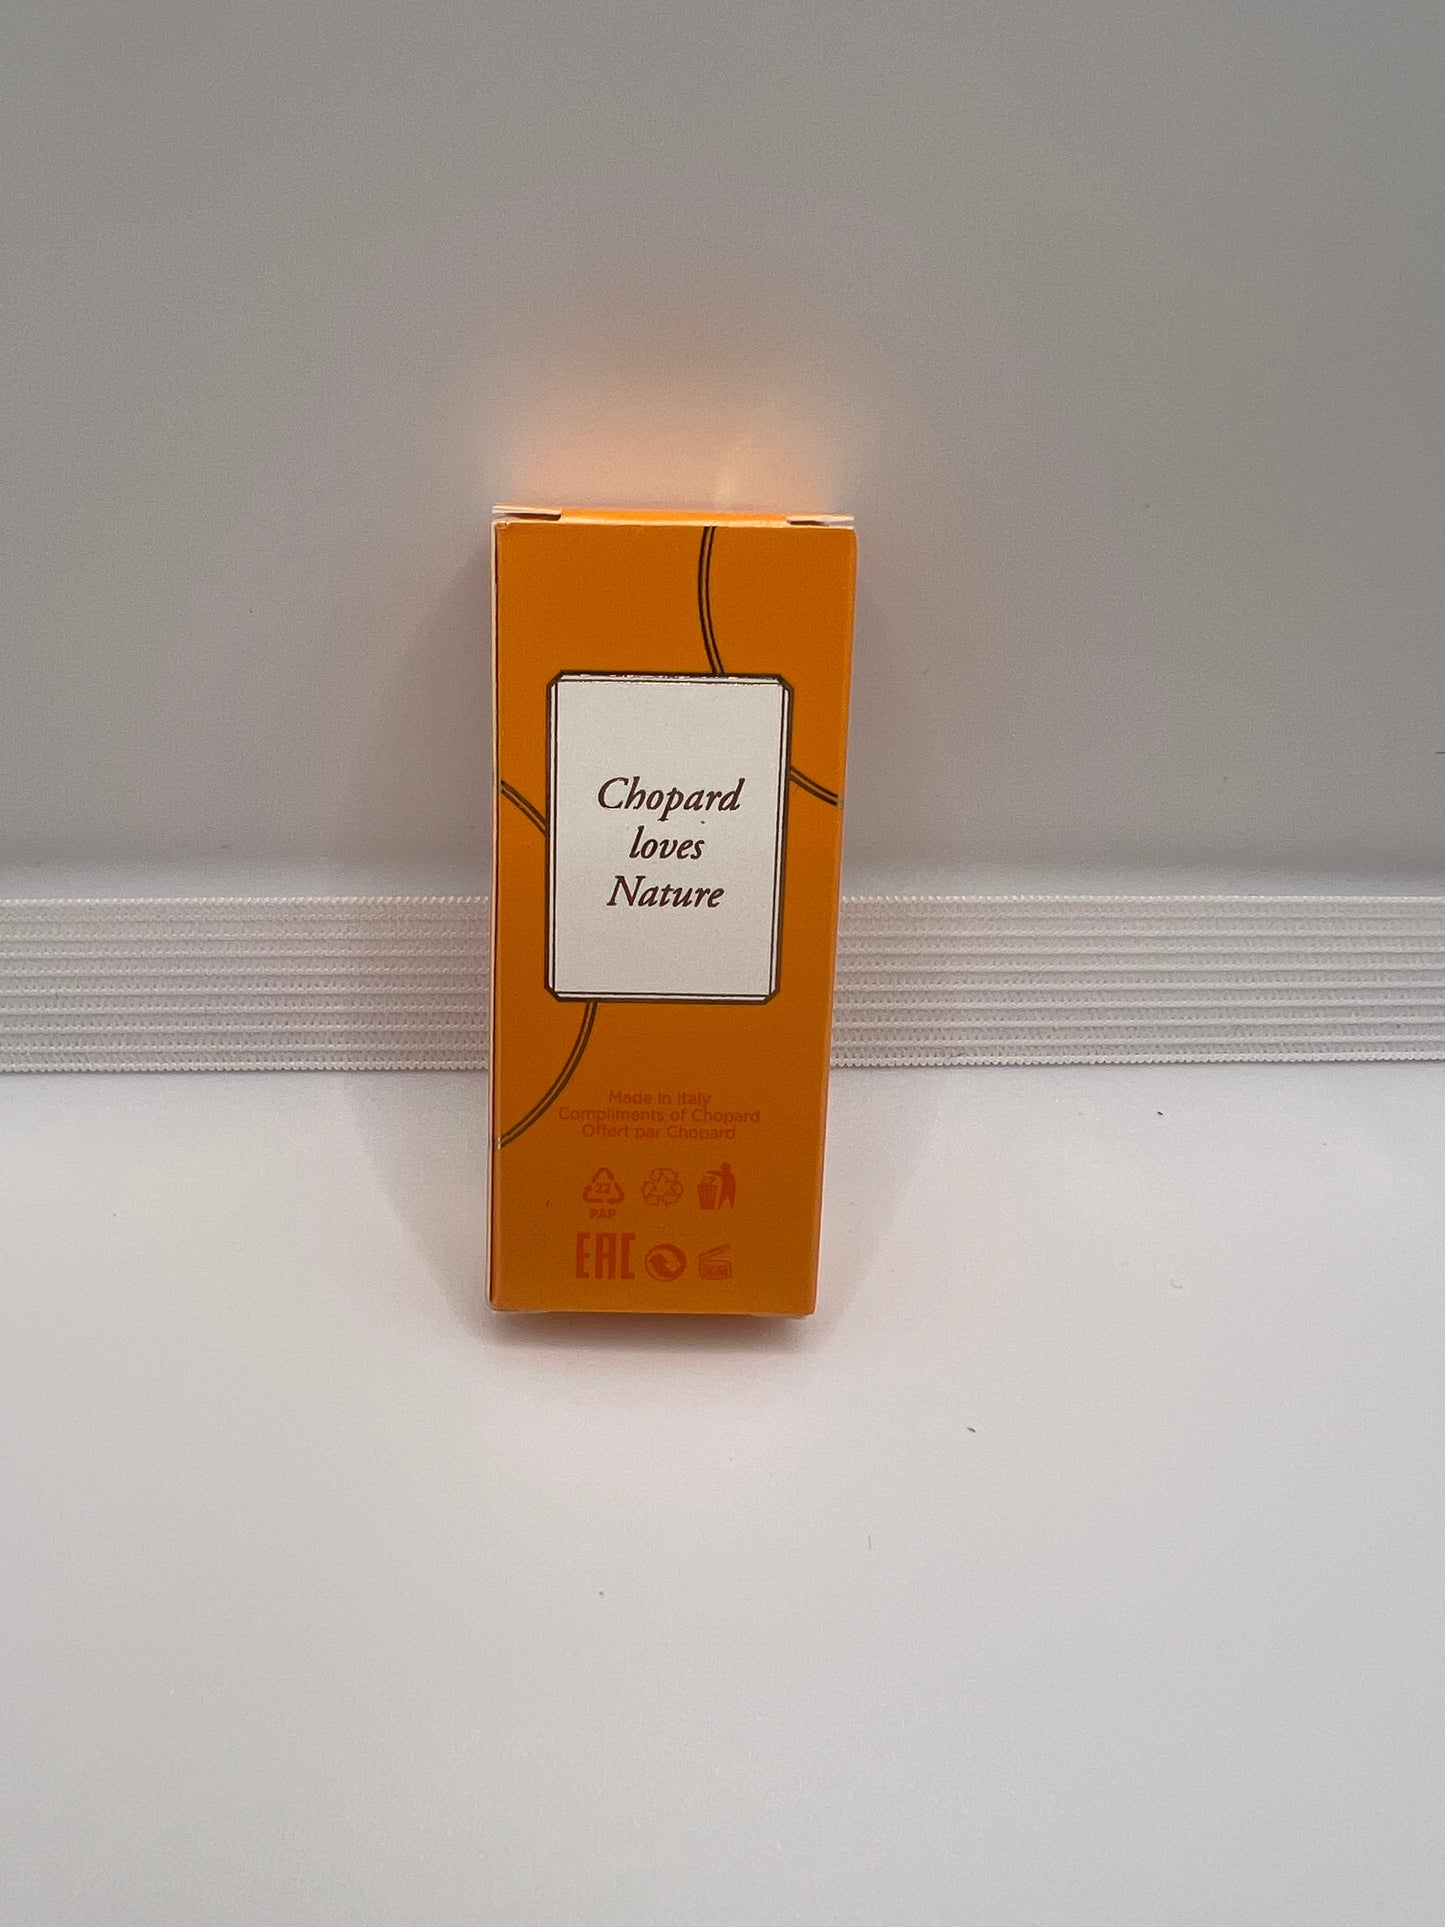 Chopard
loves
Nature
Made in Italy
Compliments of Chopard
Offert par Chopard
22
PAP
EAC